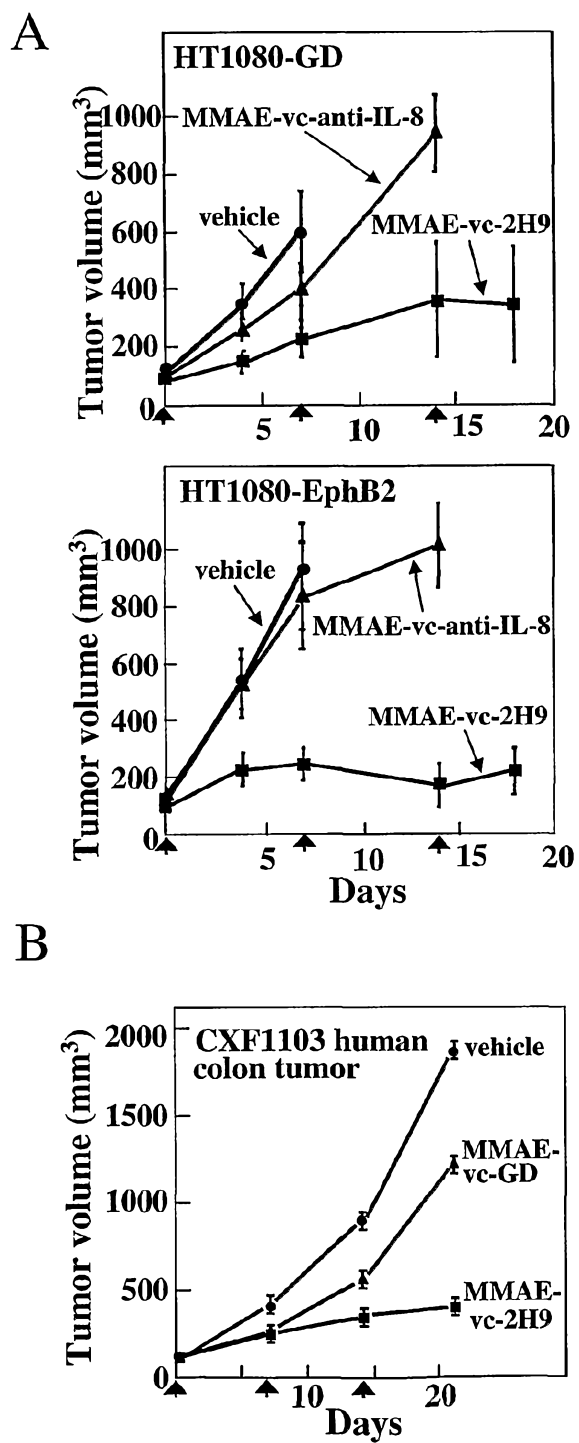 A
HT1080-GD
Tumor volume (mm³)
1000
800
600
400
200
0
MMAE-vc-anti-IL-8
vehicle
MMAE-vc-2H9
5 10 15 20
HT1080-EphB2
Tumor volume (mm³)
1000
800
600
400
200
0
vehicle
MMAE-vc-anti-IL-8
MMAE-vc-2H9
5 10 15 20
Days
B
CXF1103 human
colon tumor
Tumor volume (mm³)
2000
1500
1000
500
0
vehicle
MMAE-
vc-GD
MMAE-
vc-2H9
10 20
Days